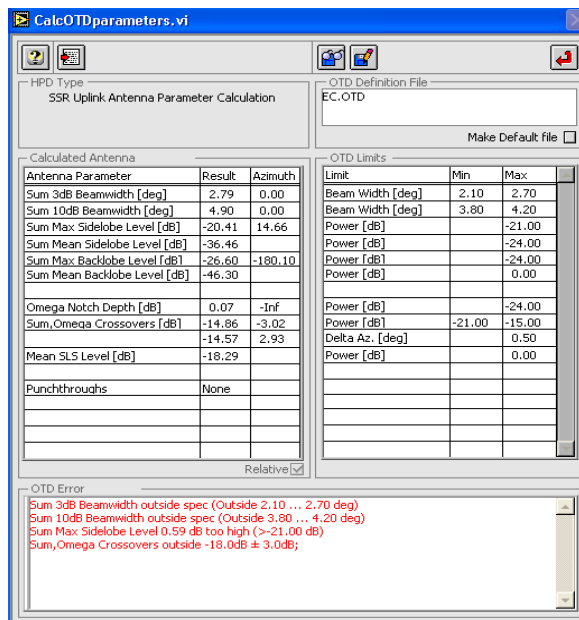 CalcOTDparameters.vi
HPD Type
SSR Uplink Antenna Parameter Calculation
OTD Definition File
EC.OTD
Make Default file
Calculated Antenna
Antenna Parameter Result Azimuth
Sum 3dB Beamwidth [deg] 2.79 0.00
Sum 10dB Beamwidth [deg] 4.90 0.00
Sum Max Sidelobe Level [dB] -20.41 14.66
Sum Mean Sidelobe Level [dB] -36.46
Sum Max Backlobe Level [dB] -26.60 -180.10
Sum Mean Backlobe Level [dB] -46.30
Omega Notch Depth [dB] 0.07 -Inf
Sum,Omega Crossovers [dB] -14.86 -3.02
-14.57 2.93
Mean SLS Level [dB] -18.29
Punchthroughs None
Relative
OTD Limits
Limit Min Max
Beam Width [deg] 2.10 2.70
Beam Width [deg] 3.80 4.20
Power [dB] -21.00
Power [dB] -24.00
Power [dB] -24.00
Power [dB] 0.00
Power [dB] -24.00
Power [dB] -21.00 -15.00
Delta Az. [deg] 0.50
Power [dB] 0.00
OTD Error
Sum 3dB Beamwidth outside spec (Outside 2.10 ... 2.70 deg)
Sum 10dB Beamwidth outside spec (Outside 3.80 ... 4.20 deg)
Sum Max Sidelobe Level 0.59 dB too high (>-21.00 dB)
Sum,Omega Crossovers outside -18.0dB ± 3.0dB;